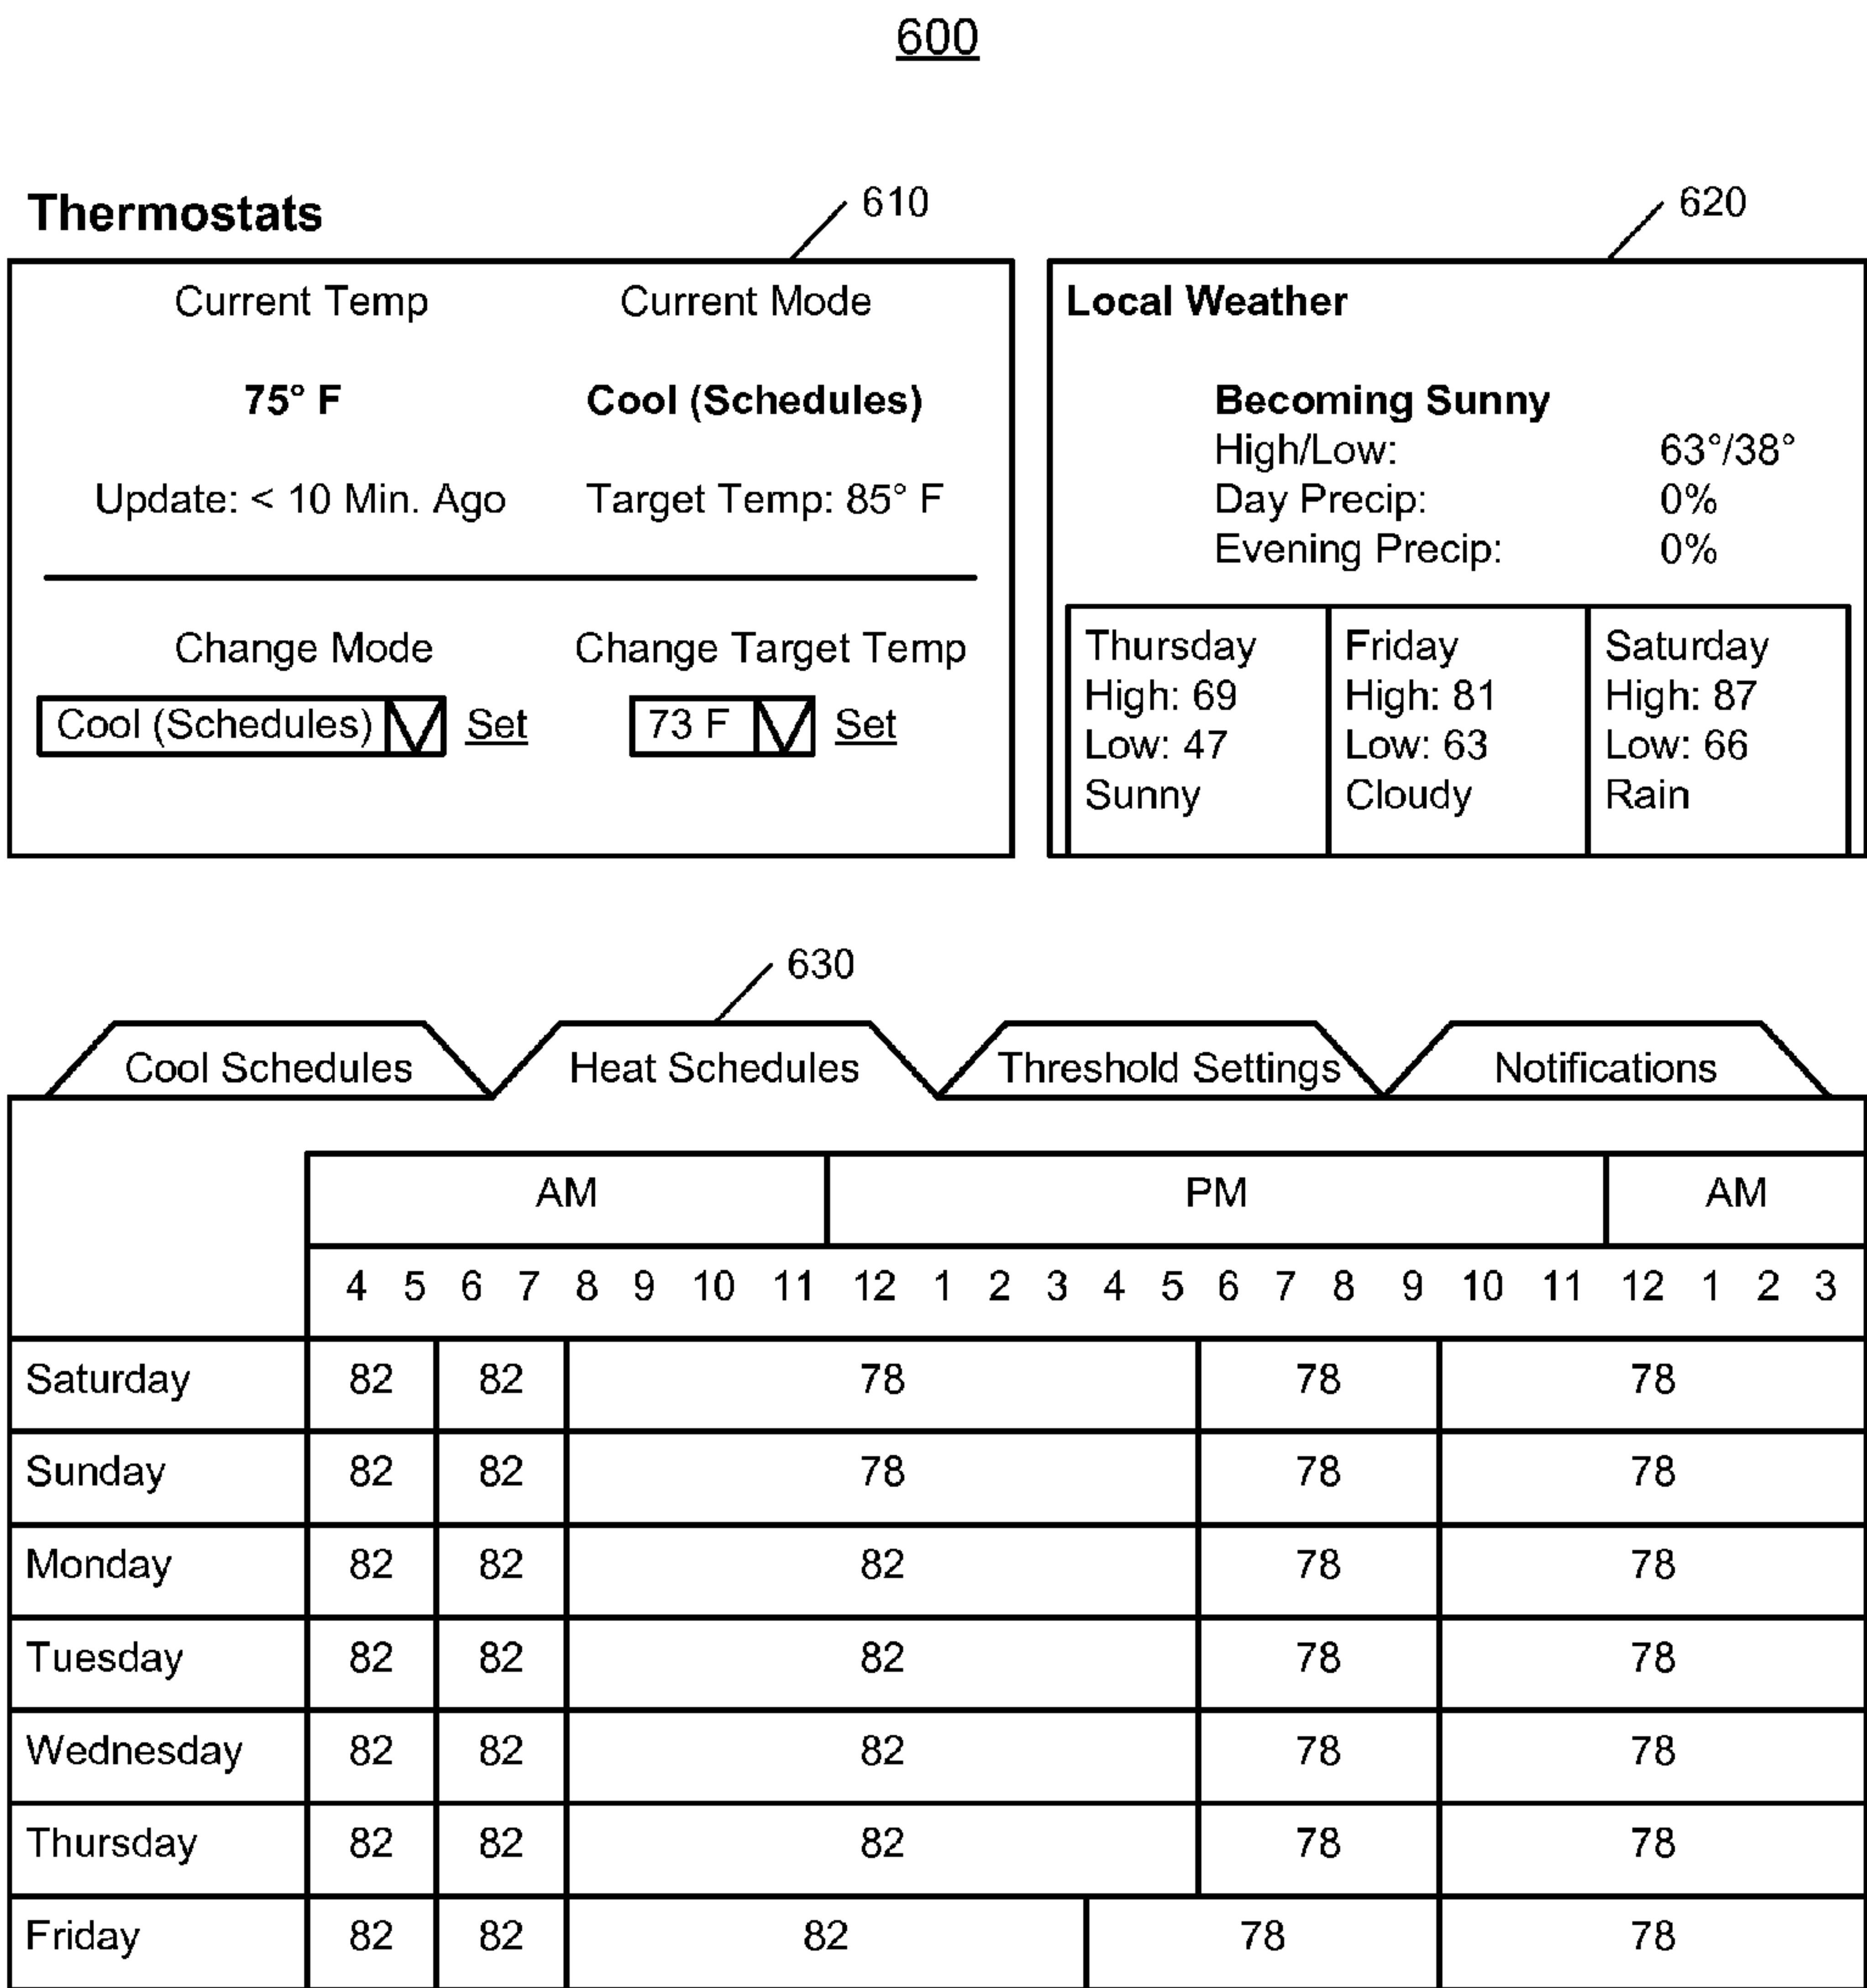 600
Thermostats
610
620
Current Temp
Current Mode
75° F
Cool (Schedules)
Update: < 10 Min. Ago
Target Temp: 85° F
Change Mode
Change Target Temp
Cool (Schedules) Set
73 F Set
Local Weather
Becoming Sunny
High/Low: 63°/38°
Day Precip: 0%
Evening Precip: 0%
Thursday
High: 69
Low: 47
Sunny
Friday
High: 81
Low: 63
Cloudy
Saturday
High: 87
Low: 66
Rain
630
Cool Schedules Heat Schedules Threshold Settings Notifications
AM PM AM
4 5 6 7 8 9 10 11 12 1 2 3 4 5 6 7 8 9 10 11 12 1 2 3
Saturday 82 82 78 78 78
Sunday 82 82 78 78 78
Monday 82 82 82 78 78
Tuesday 82 82 82 78 78
Wednesday 82 82 82 78 78
Thursday 82 82 82 78 78
Friday 82 82 82 78 78